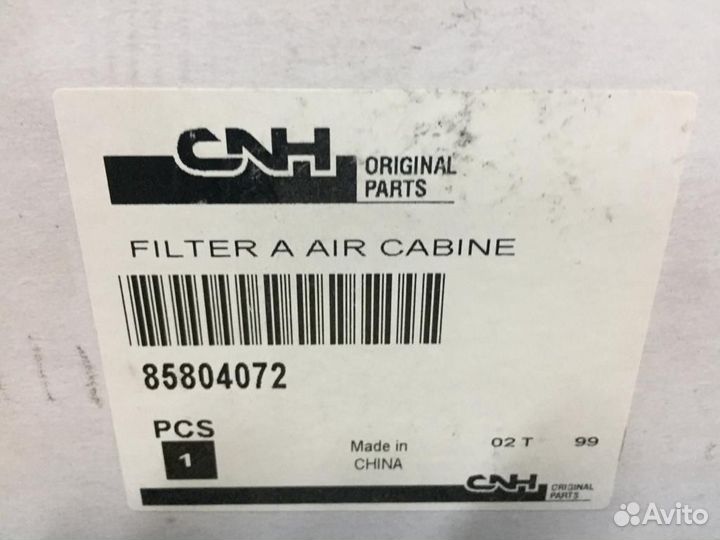 CNH
ORIGINAL
PARTS
FILTER A AIR CABINE
85804072
PCS
1
Made in
CHINA
02 T 99
CNH
ORIGINAL
PARTS
Avito